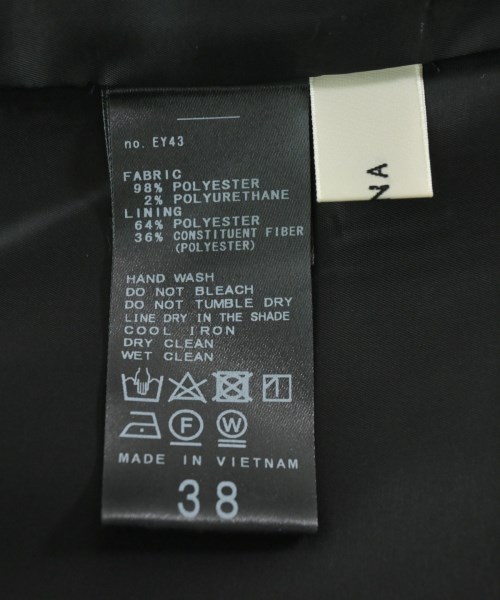 no. EY43
FABRIC
98% POLYESTER
2% POLYURETHANE
LINING
64% POLYESTER
36% CONSTITUENT FIBER
(POLYESTER)
HAND WASH
DO NOT BLEACH
DO NOT TUMBLE DRY
LINE DRY IN THE SHADE
COOL IRON
DRY CLEAN
WET CLEAN
F W
MADE IN VIETNAM
38
NA